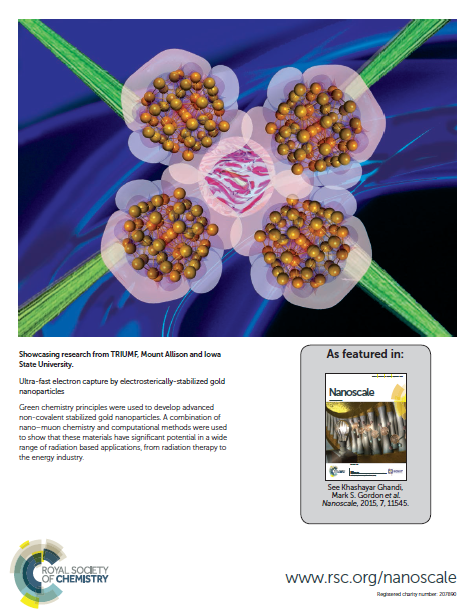 Showcasing research from TRIUMF, Mount Allison and Iowa
State University.
Ultra-fast electron capture by electrosterically-stabilized gold
nanoparticles
Green chemistry principles were used to develop advanced
non-covalent stabilized gold nanoparticles. A combination of
nano–muon chemistry and computational methods were used
to show that these materials have significant potential in a wide
range of radiation based applications, from radiation therapy to
the energy industry.
As featured in:
Nanoscale
See Khashayar Ghandi,
Mark S. Gordon et al.
Nanoscale, 2015, 7, 11545.
ROYAL SOCIETY
OF CHEMISTRY
www.rsc.org/nanoscale
Registered charity number: 207890